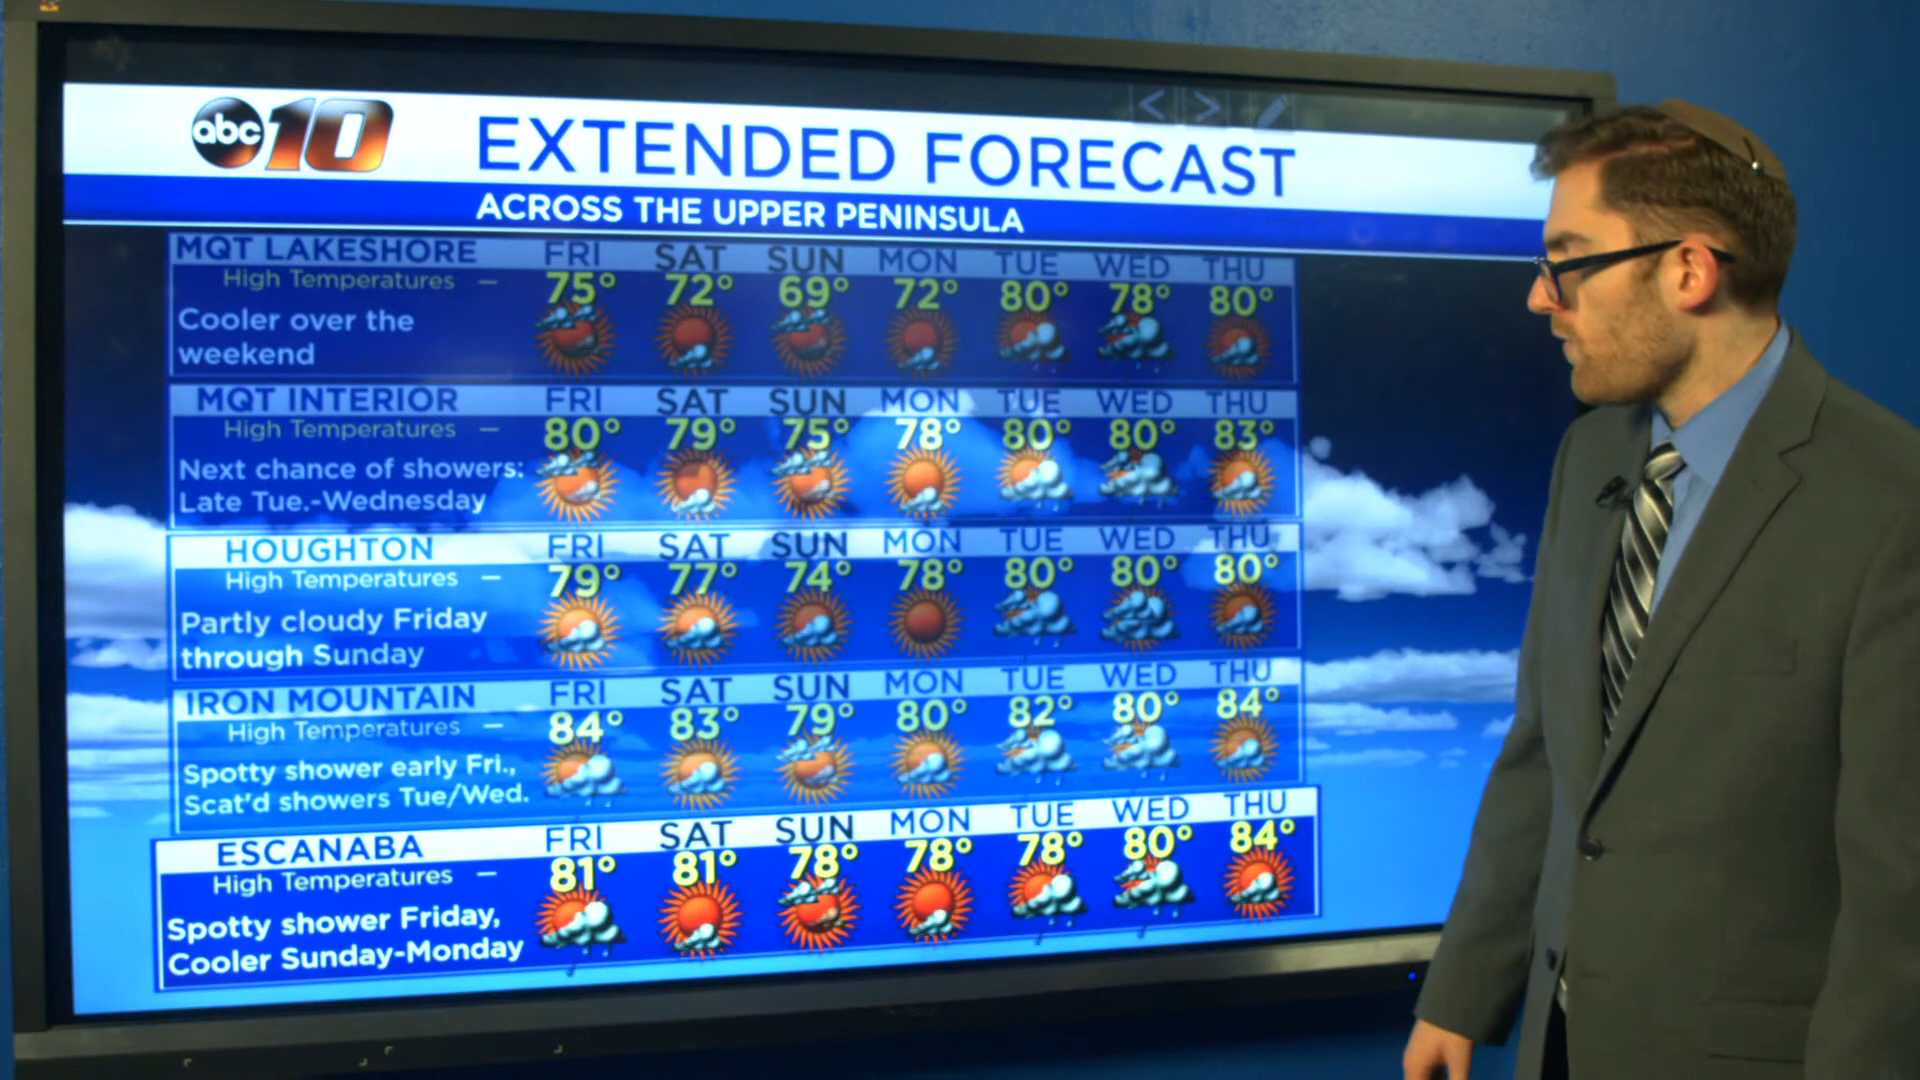 abc 10
EXTENDED FORECAST
ACROSS THE UPPER PENINSULA
MQT LAKESHORE FRI SAT SUN MON TUE WED THU
High Temperatures — 75° 72° 69° 72° 80° 78° 80°
Cooler over the
weekend
MQT INTERIOR FRI SAT SUN MON TUE WED THU
High Temperatures — 80° 79° 75° 78° 80° 80° 83°
Next chance of showers:
Late Tue.-Wednesday
HOUGHTON FRI SAT SUN MON TUE WED THU
High Temperatures — 79° 77° 74° 78° 80° 80° 80°
Partly cloudy Friday
through Sunday
IRON MOUNTAIN FRI SAT SUN MON TUE WED THU
High Temperatures — 84° 83° 79° 80° 82° 80° 84°
Spotty shower early Fri.,
Scat'd showers Tue/Wed.
ESCANABA FRI SAT SUN MON TUE WED THU
High Temperatures — 81° 81° 78° 78° 78° 80° 84°
Spotty shower Friday,
Cooler Sunday-Monday